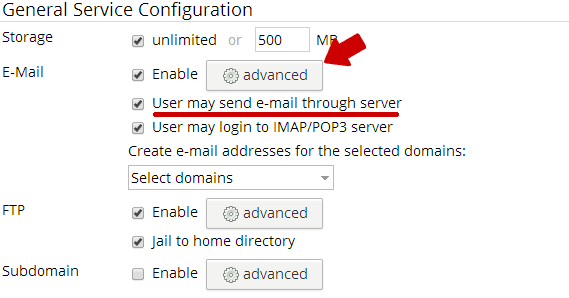 General Service Configuration
Storage unlimited or 500 MB
E-Mail Enable advanced
User may send e-mail through server
User may login to IMAP/POP3 server
Create e-mail addresses for the selected domains:
Select domains
FTP Enable advanced
Jail to home directory
Subdomain Enable advanced